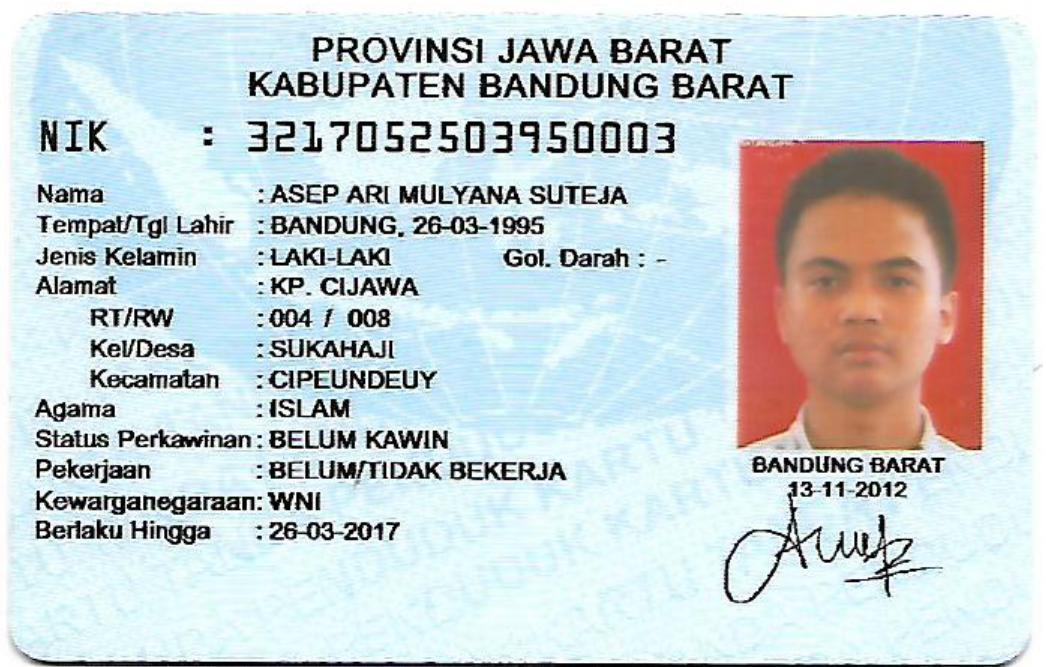 PROVINSI JAWA BARAT
KABUPATEN BANDUNG BARAT
NIK : 3217052503950003
Nama : ASEP ARI MULYANA SUTEJA
Tempat/Tgl Lahir : BANDUNG, 26-03-1995
Jenis Kelamin : LAKI-LAKI Gol. Darah : -
Alamat : KP. CIJAWA
RT/RW : 004 / 008
Kel/Desa : SUKAHAJI
Kecamatan : CIPEUNDEUY
Agama : ISLAM
Status Perkawinan : BELUM KAWIN
Pekerjaan : BELUM/TIDAK BEKERJA
Kewarganegaraan : WNI
Berlaku Hingga : 26-03-2017
BANDUNG BARAT
13-11-2012